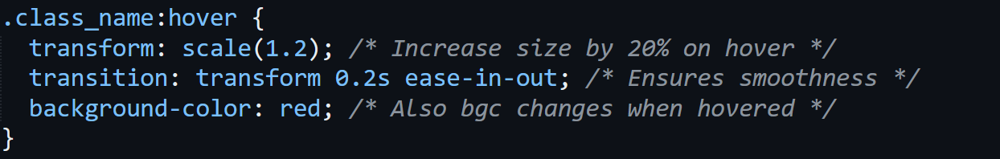 .class_name:hover {
  transform: scale(1.2); /* Increase size by 20% on hover */
  transition: transform 0.2s ease-in-out; /* Ensures smoothness */
  background-color: red; /* Also bgc changes when hovered */
}